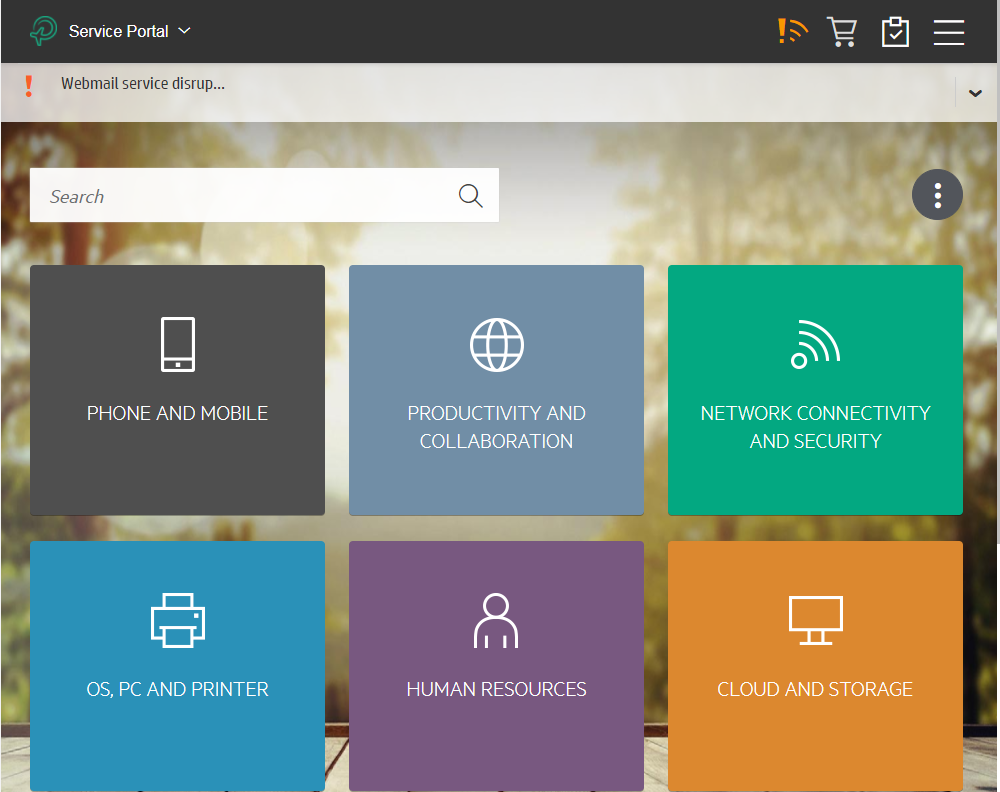 Service Portal
Webmail service disrup...
Search
PHONE AND MOBILE
PRODUCTIVITY AND
COLLABORATION
NETWORK CONNECTIVITY
AND SECURITY
OS, PC AND PRINTER
HUMAN RESOURCES
CLOUD AND STORAGE